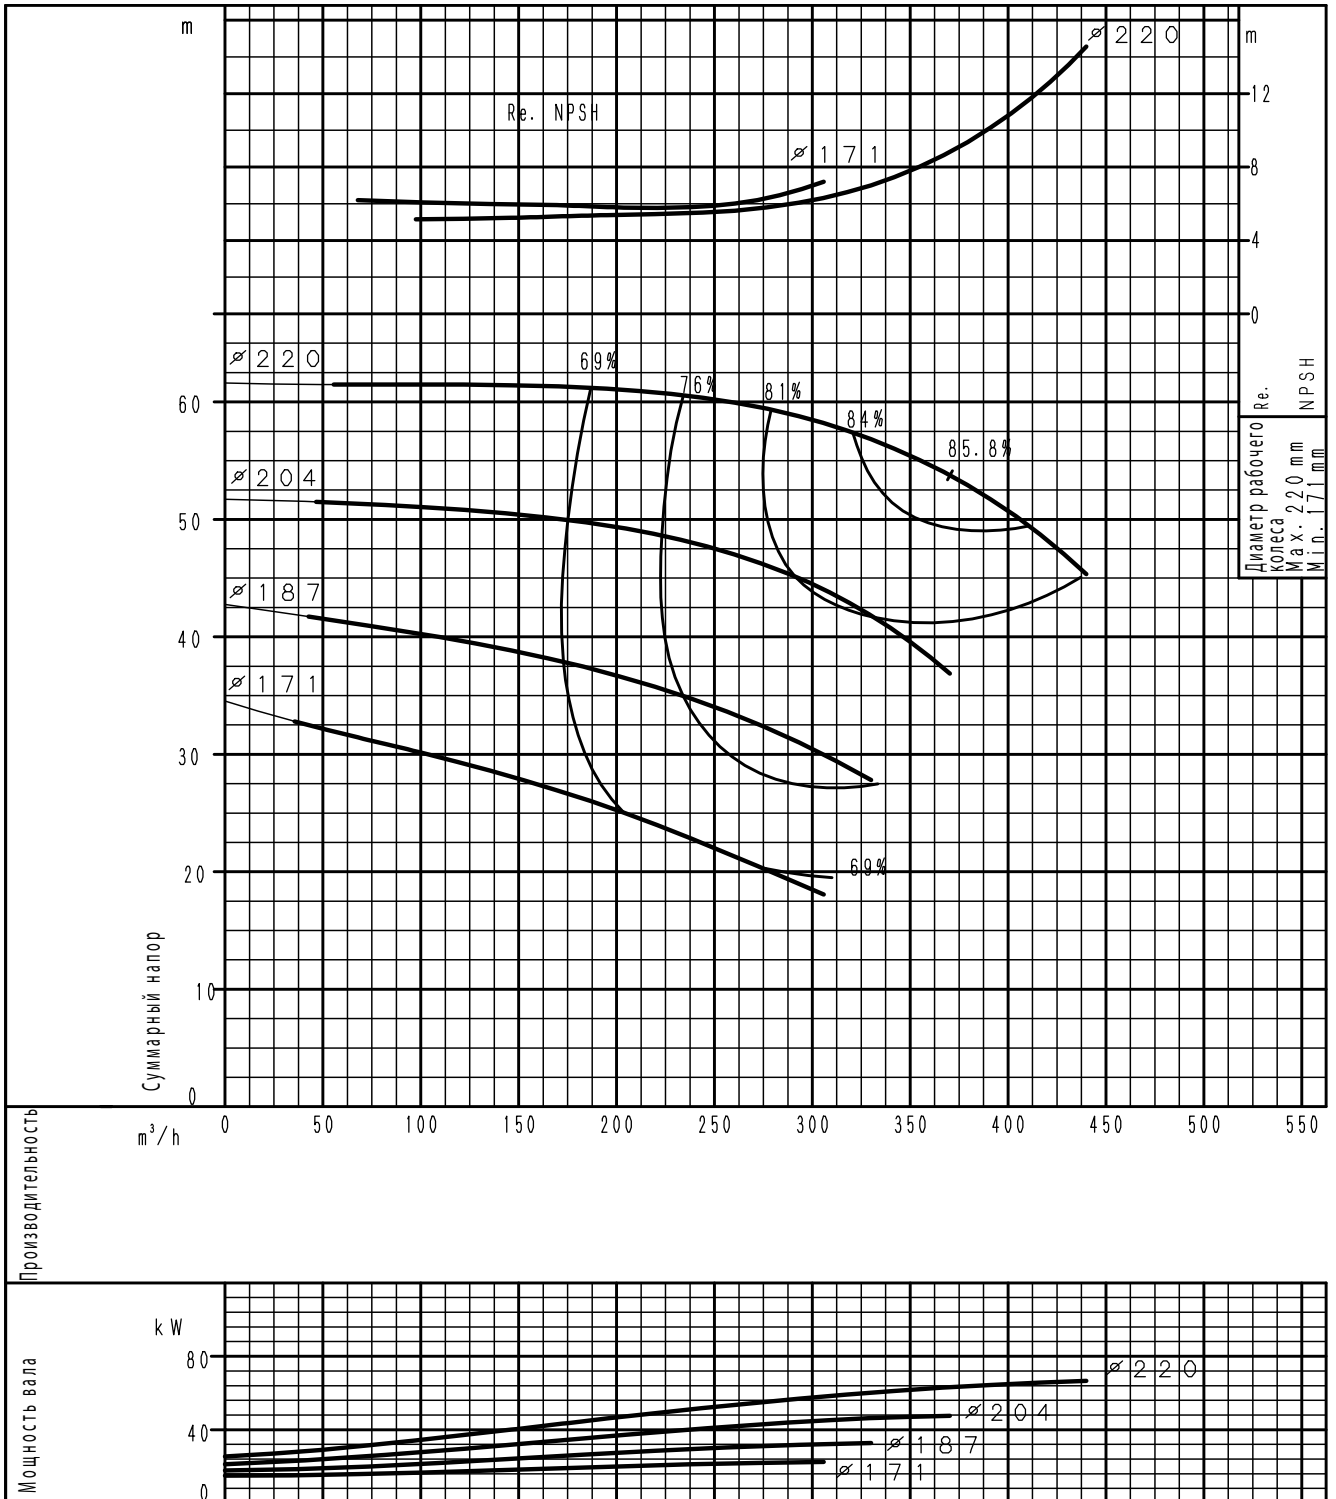 m
⌀220
m
12
Re. NPSH
⌀171
8
4
0
⌀220
69%
76%
81%
84%
85.8%
60
⌀204
50
⌀187
40
⌀171
30
69%
20
10
0
Суммарный напор
Re.
NPSH
Диаметр рабочего
колеса
Max. 220 mm
Min. 171 mm
Производительность
m³/h
0 50 100 150 200 250 300 350 400 450 500 550
kW
80
⌀220
⌀204
40
⌀187
⌀171
0
Мощность вала